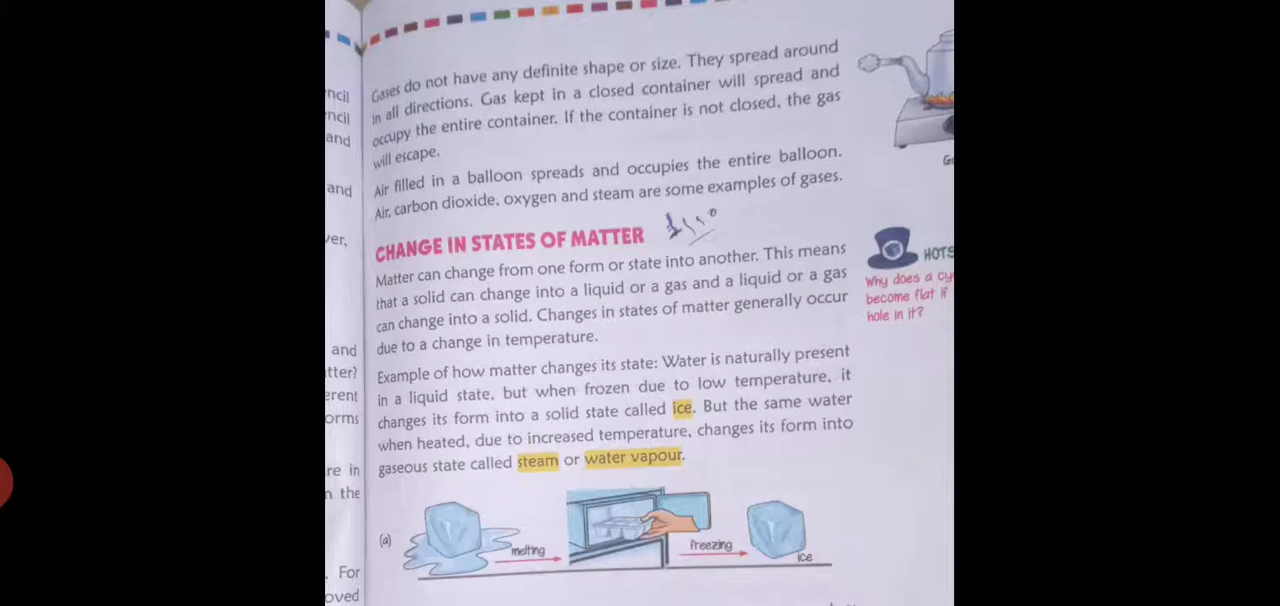 Gases do not have any definite shape or size. They spread around
in all directions. Gas kept in a closed container will spread and
occupy the entire container. If the container is not closed, the gas
will escape.
Air filled in a balloon spreads and occupies the entire balloon.
Air, carbon dioxide, oxygen and steam are some examples of gases.
CHANGE IN STATES OF MATTER
Matter can change from one form or state into another. This means
that a solid can change into a liquid or a gas and a liquid or a gas
can change into a solid. Changes in states of matter generally occur
due to a change in temperature.
Example of how matter changes its state: Water is naturally present
in a liquid state, but when frozen due to low temperature, it
changes its form into a solid state called ice. But the same water
when heated, due to increased temperature, changes its form into
gaseous state called steam or water vapour.
(a)
melting
freezing
ice
HOTS
Why does a cy
become flat if
hole in it?
and
and
and
For
re in
the